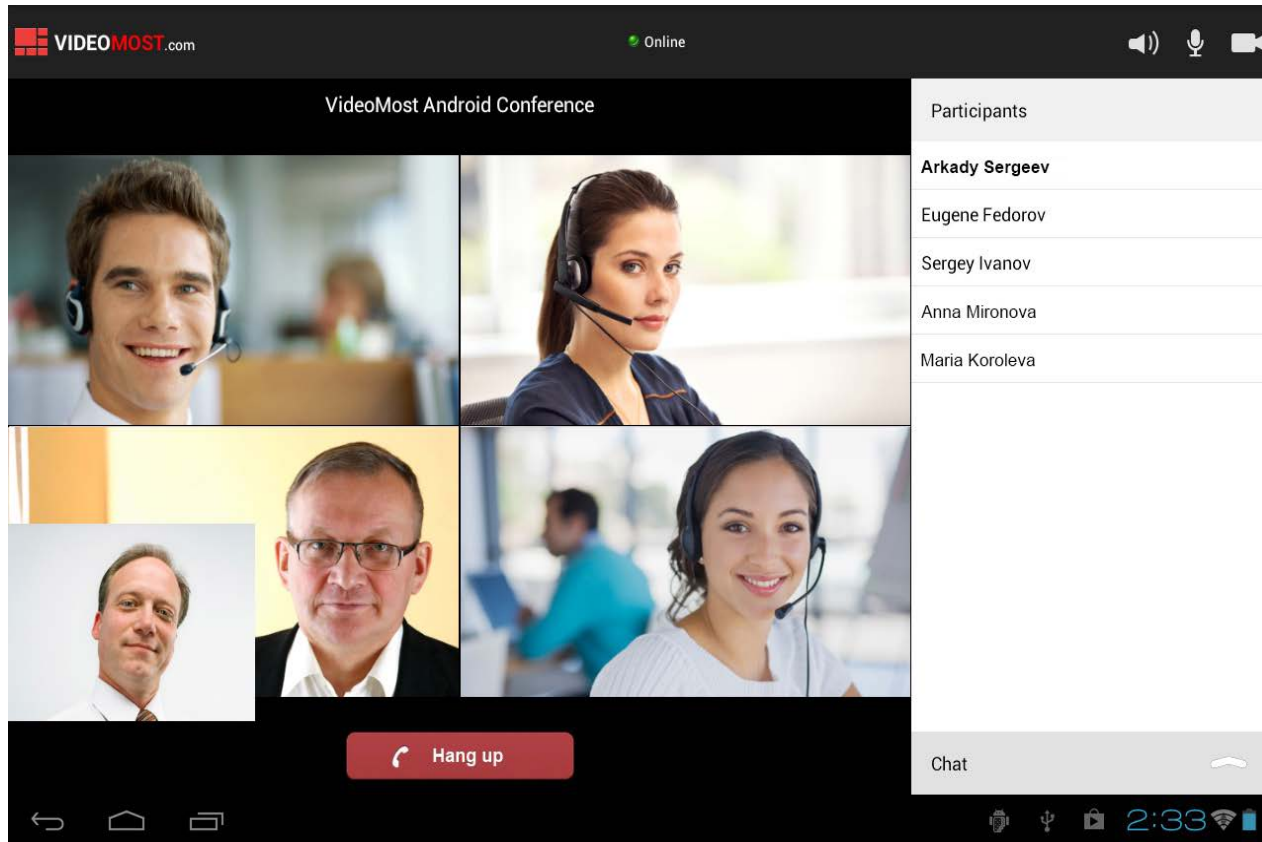 VIDEOMOST.com
Online
VideoMost Android Conference
Participants
Arkady Sergeev
Eugene Fedorov
Sergey Ivanov
Anna Mironova
Maria Koroleva
Hang up
Chat
2:33